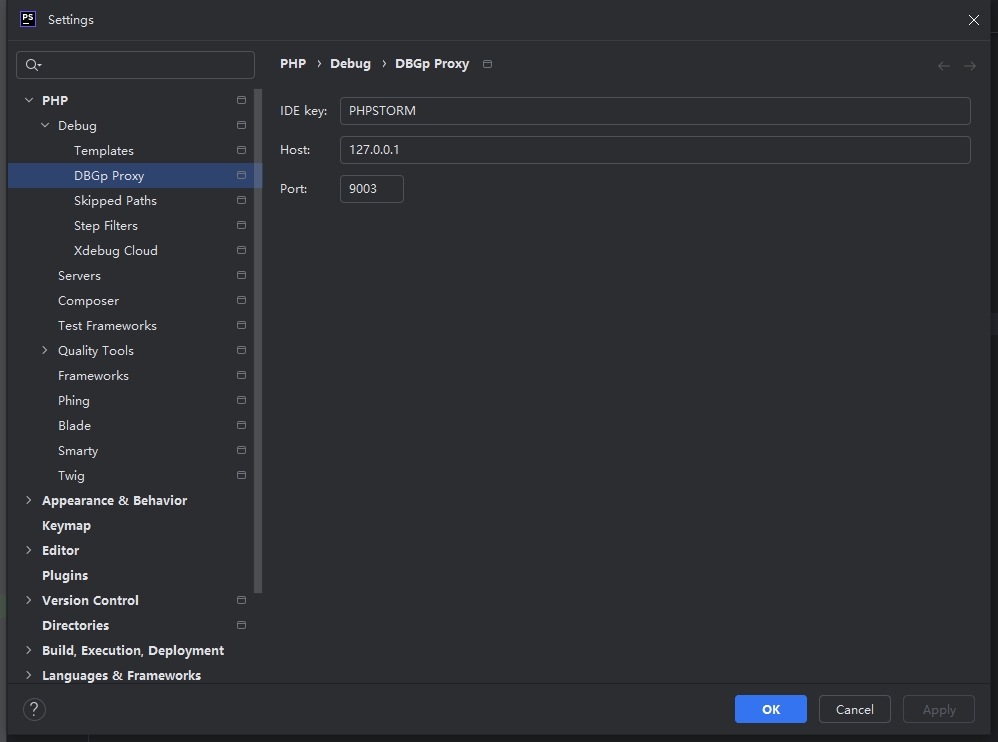 PS Settings
PHP › Debug › DBGp Proxy
IDE key: PHPSTORM
Host: 127.0.0.1
Port: 9003
PHP
Debug
Templates
DBGp Proxy
Skipped Paths
Step Filters
Xdebug Cloud
Servers
Composer
Test Frameworks
Quality Tools
Frameworks
Phing
Blade
Smarty
Twig
Appearance & Behavior
Keymap
Editor
Plugins
Version Control
Directories
Build, Execution, Deployment
Languages & Frameworks
? OK Cancel Apply